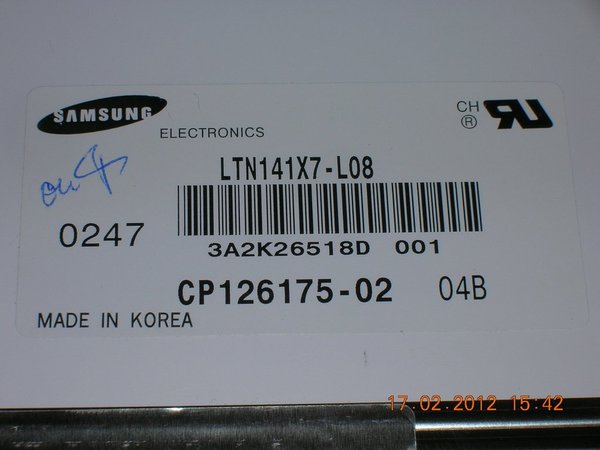 SAMSUNG
ELECTRONICS
CH
®
LTN141X7-L08
0247
3A2K26518D 001
CP126175-02 04B
MADE IN KOREA
17.02.2012 15:42